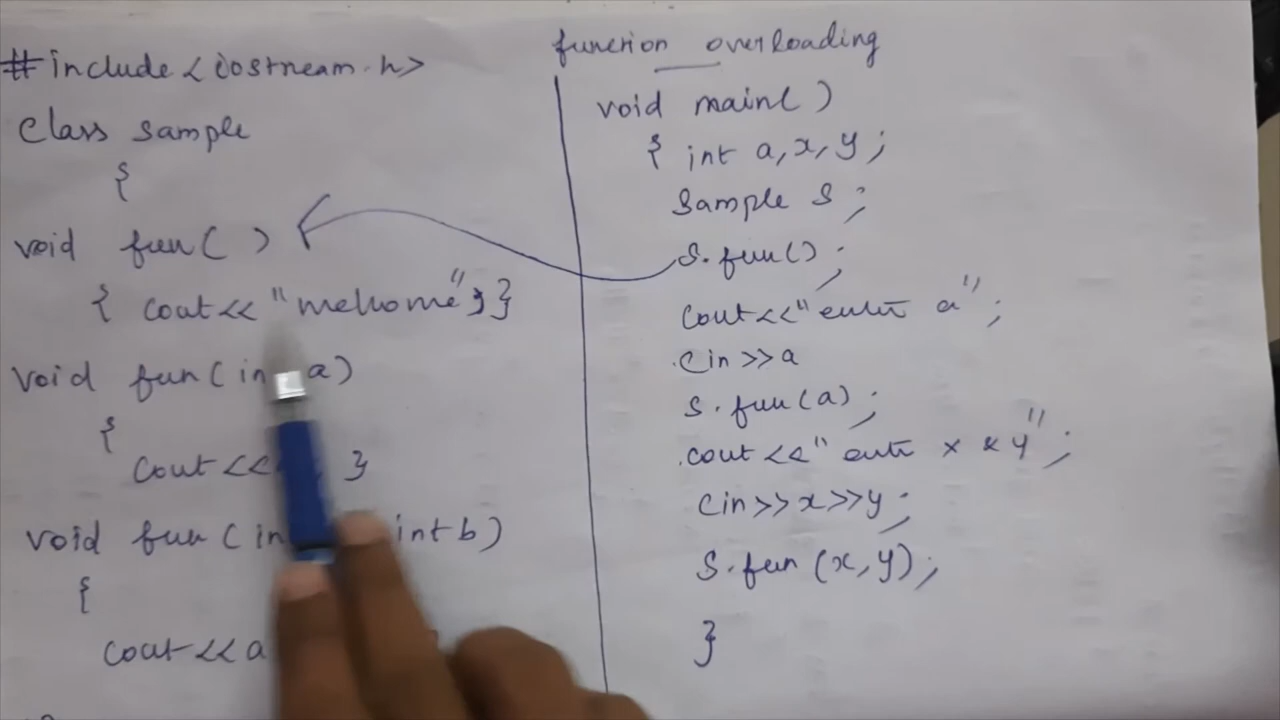 function overloading
#include <iostream.h>
class sample
{
void fun( )
{ cout<< "welcome"; }
void fun(in a)
{
cout << }
void fun (in int b)
{
cout << a
void main( )
{ int a, x, y ;
Sample S ;
S.fun() ;
cout<<"enter a" ;
cin >>a
S.fun(a) ;
cout <<" x & y" ;
cin>>x>>y ;
S.fun (x, y) ;
}